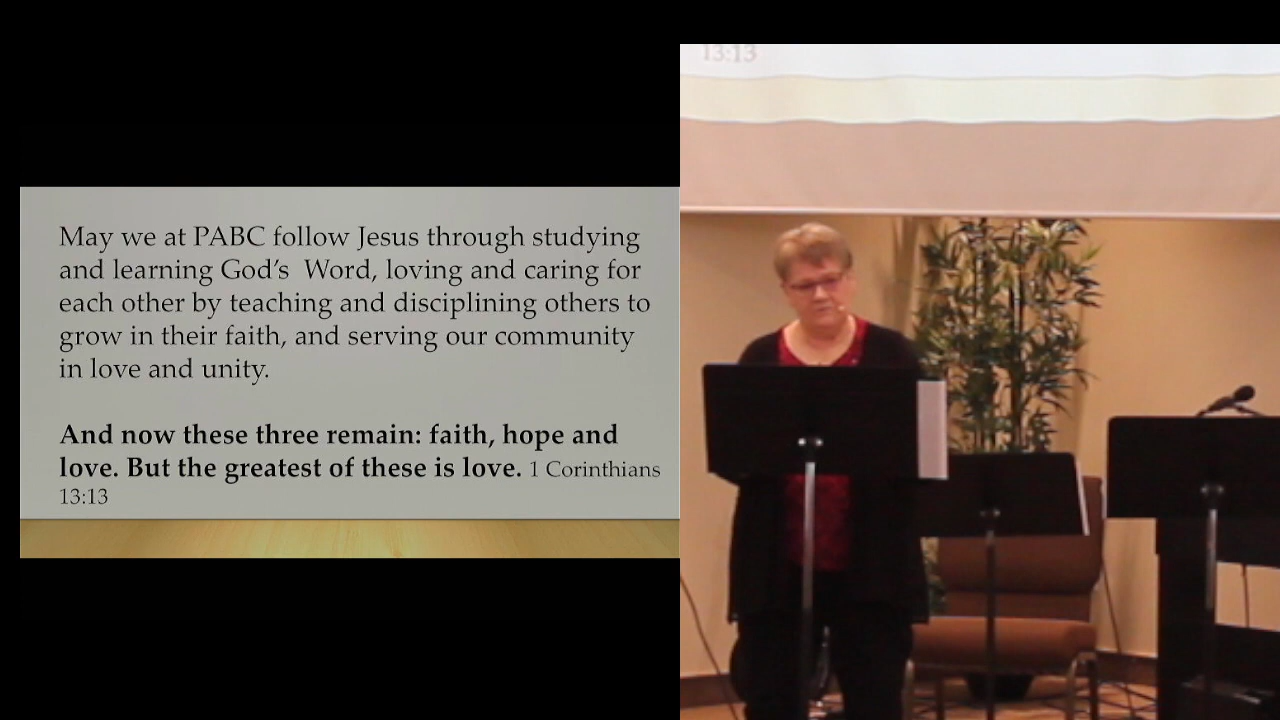 May we at PABC follow Jesus through studying
and learning God's  Word, loving and caring for
each other by teaching and disciplining others to
grow in their faith, and serving our community
in love and unity.
And now these three remain: faith, hope and
love. But the greatest of these is love. 1 Corinthians
13:13
13:13